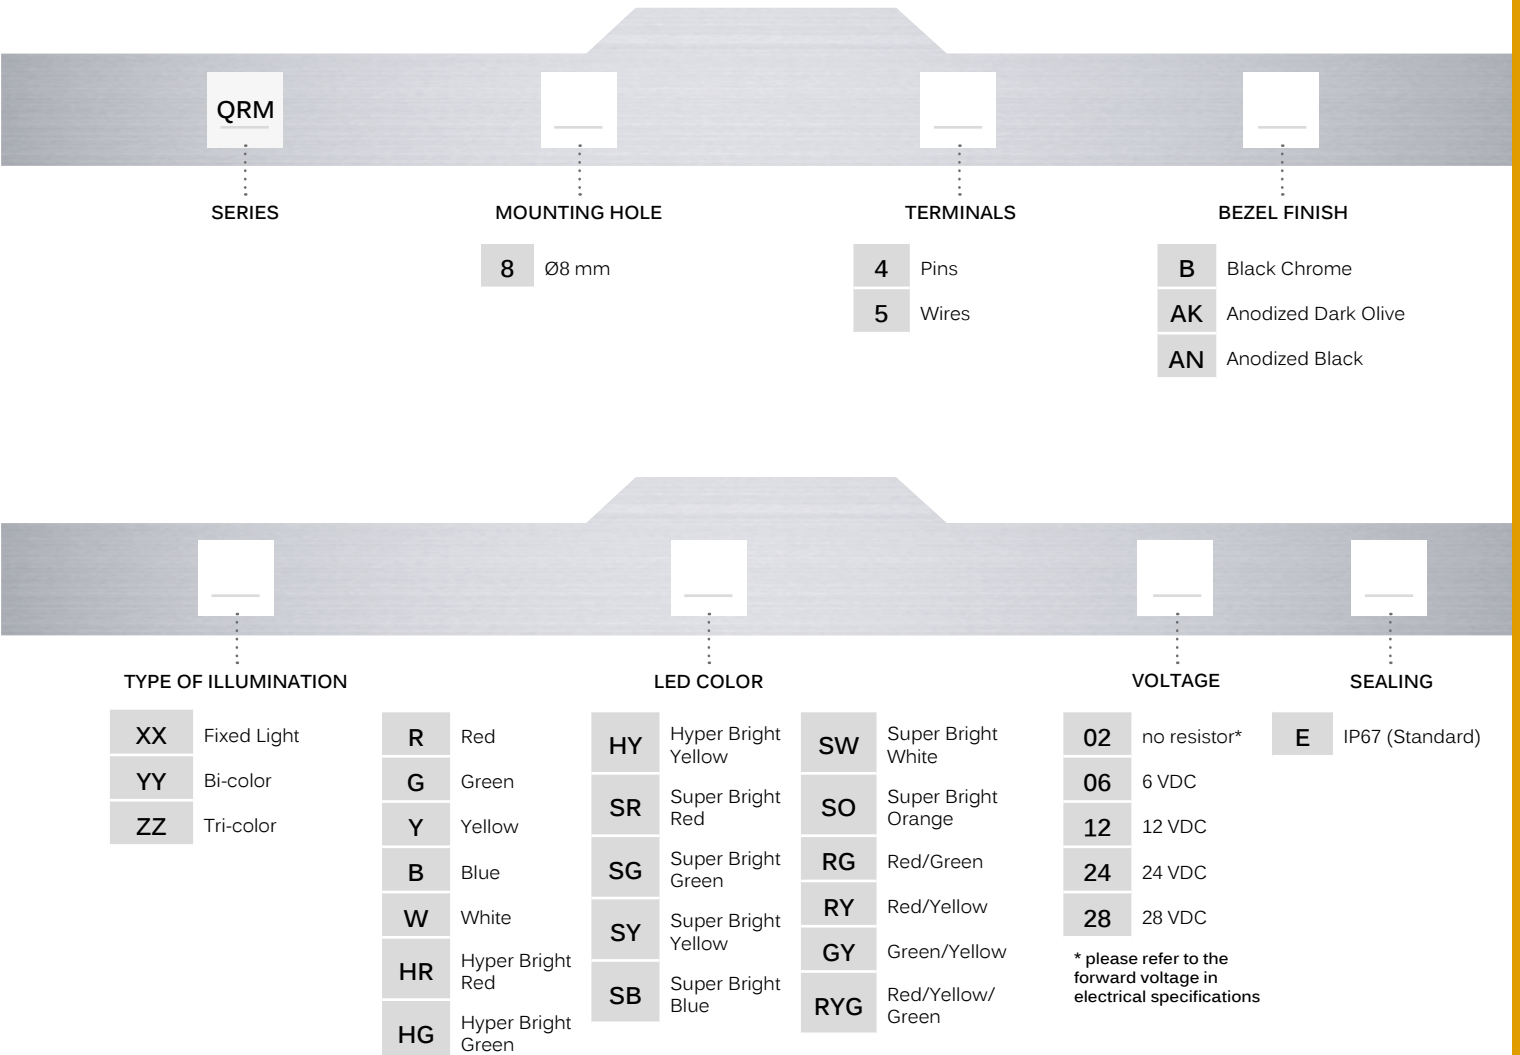 QRM
SERIES
MOUNTING HOLE
8 Ø8 mm
TERMINALS
4 Pins
5 Wires
BEZEL FINISH
B Black Chrome
AK Anodized Dark Olive
AN Anodized Black
TYPE OF ILLUMINATION
XX Fixed Light
YY Bi-color
ZZ Tri-color
LED COLOR
R Red
G Green
Y Yellow
B Blue
W White
HR Hyper Bright
Red
HG Hyper Bright
Green
HY Hyper Bright
Yellow
SR Super Bright
Red
SG Super Bright
Green
SY Super Bright
Yellow
SB Super Bright
Blue
SW Super Bright
White
SO Super Bright
Orange
RG Red/Green
RY Red/Yellow
GY Green/Yellow
RYG Red/Yellow/
Green
VOLTAGE
02 no resistor*
06 6 VDC
12 12 VDC
24 24 VDC
28 28 VDC
* please refer to the
forward voltage in
electrical specifications
SEALING
E IP67 (Standard)